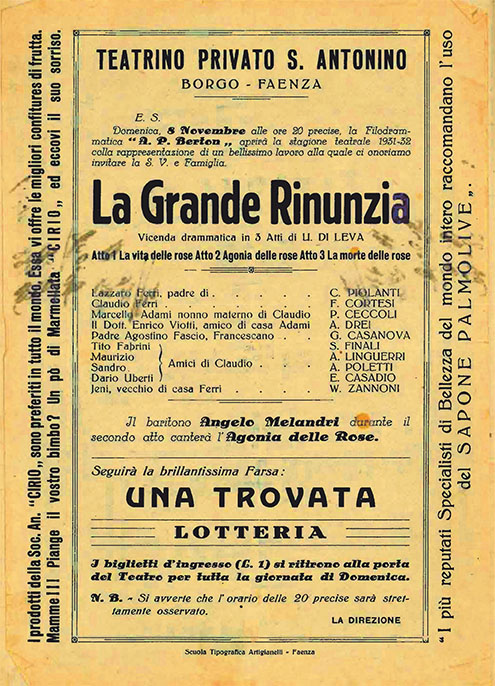 I prodotti della Soc. An. "CIRIO„, sono preferiti in tutto il mondo. Essa vi offre le migliori confitures di frutta.
Mamme!!! Piange il vostro bimbo? Un pò di Marmellata "CIRIO„, ed eccovi il suo sorriso.
TEATRINO PRIVATO S. ANTONINO
BORGO - FAENZA
E. S.
Domenica, 8 Novembre alle ore 20 precise, la Filodram-
matica "A. P. Berton„ aprirà la stagione teatrale 1931-32
colla rappresentazione di un bellissimo lavoro alla quale ci onoriamo
invitare la S. V. e Famiglia.
La Grande Rinunzia
Vicenda drammatica in 3 Atti di U. DI LEVA
Atto 1 La vita delle rose Atto 2 Agonia delle rose Atto 3 La morte delle rose
Lazzaro Ferri, padre di . . . . . C. PIOLANTI
Claudio Ferri . . . . . . F. CORTESI
Marcello Adami nonno materno di Claudio P. CECCOLI
Il Dott. Enrico Violti, amico di casa Adami A. DREI
Padre Agostino Fascio, Francescano . . G. CASANOVA
Tito Fabrini S. FINALI
Maurizio A. LINGUERRI
Sandro Amici di Claudio . . . A. POLETTI
Dario Uberti E. CASADIO
Jeni, vecchio di casa Ferri . . . . W. ZANNONI
Il baritono Angelo Melandri durante il
secondo atto canterà l'Agonia delle Rose.
Seguirà la brillantissima Farsa:
UNA TROVATA
LOTTERIA
I biglietti d'ingresso (L. 1) si ritirono alla porta
del Teatro per tutta la giornata di Domenica.
N. B. - Si avverte che l'orario delle 20 precise sarà stret-
tamente osservato.
LA DIREZIONE
Scuola Tipografica Artigianelli - Faenza
"I più reputati Specialisti di Bellezza del mondo intero raccomandano l'uso
del SAPONE PALMOLIVE„.